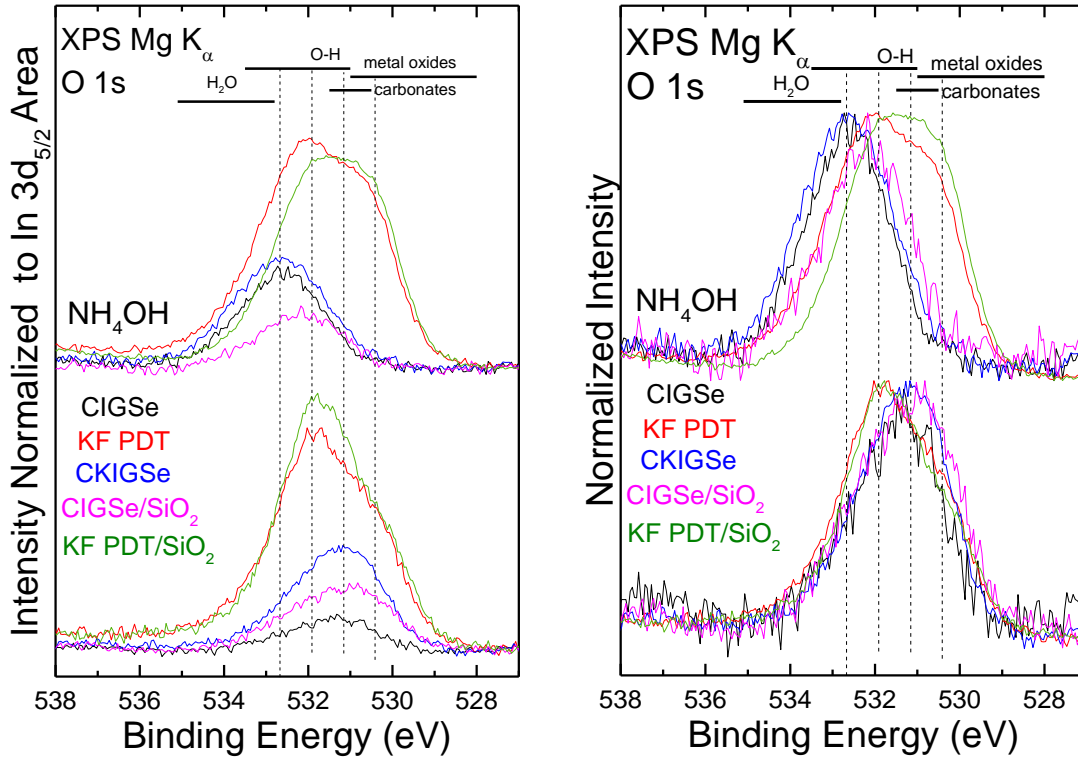 XPS Mg Kα
O 1s
O-H
metal oxides
H2O
carbonates
NH4OH
CIGSe
KF PDT
CKIGSe
CIGSe/SiO2
KF PDT/SiO2
Intensity Normalized to In 3d5/2 Area
538 536 534 532 530 528
Binding Energy (eV)
XPS Mg Kα
O 1s
O-H
metal oxides
H2O
carbonates
NH4OH
CIGSe
KF PDT
CKIGSe
CIGSe/SiO2
KF PDT/SiO2
Normalized Intensity
538 536 534 532 530 528
Binding Energy (eV)